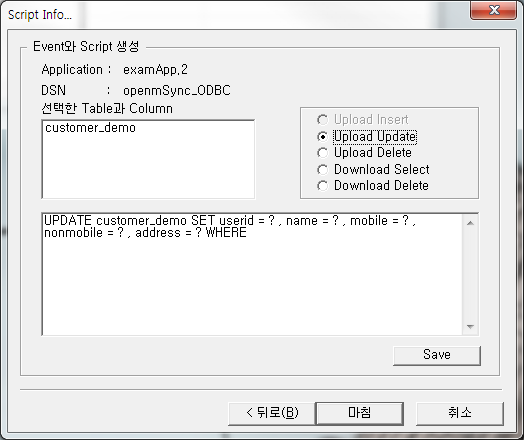 Script Info...
Event와 Script 생성
Application : examApp.2
DSN : openmSync_ODBC
선택한 Table과 Column
customer_demo
Upload Insert
Upload Update
Upload Delete
Download Select
Download Delete
UPDATE customer_demo SET userid = ? , name = ? , mobile = ? ,
nonmobile = ? , address = ? WHERE
Save
< 뒤로(B)
마침
취소